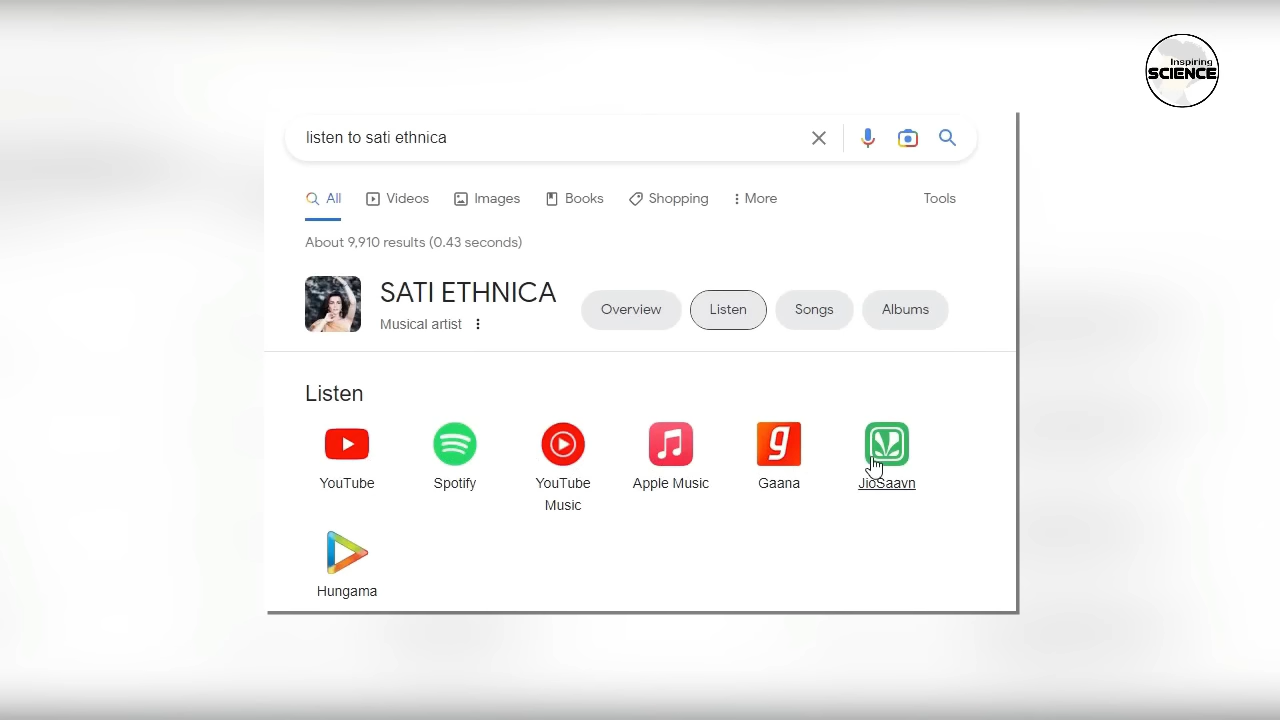 Inspiring
SCIENCE
listen to sati ethnica
All Videos Images Books Shopping More Tools
About 9,910 results (0.43 seconds)
SATI ETHNICA
Musical artist
Overview Listen Songs Albums
Listen
YouTube Spotify YouTube Music Apple Music Gaana JioSaavn
Hungama